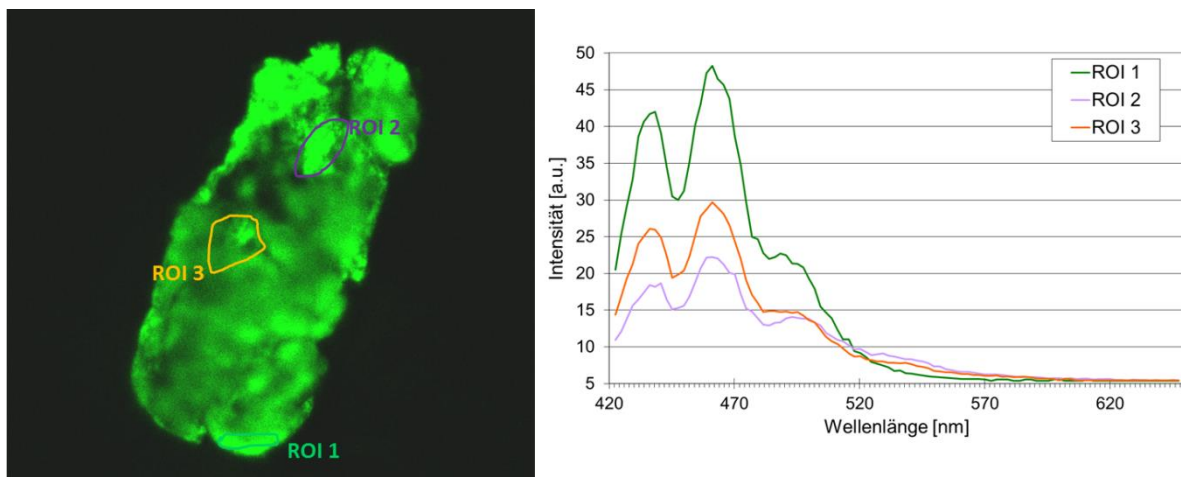 ROI 2
ROI 3
ROI 1
50
45
40
35
30
25
20
15
10
5
Intensität [a.u.]
420 470 520 570 620
Wellenlänge [nm]
ROI 1
ROI 2
ROI 3